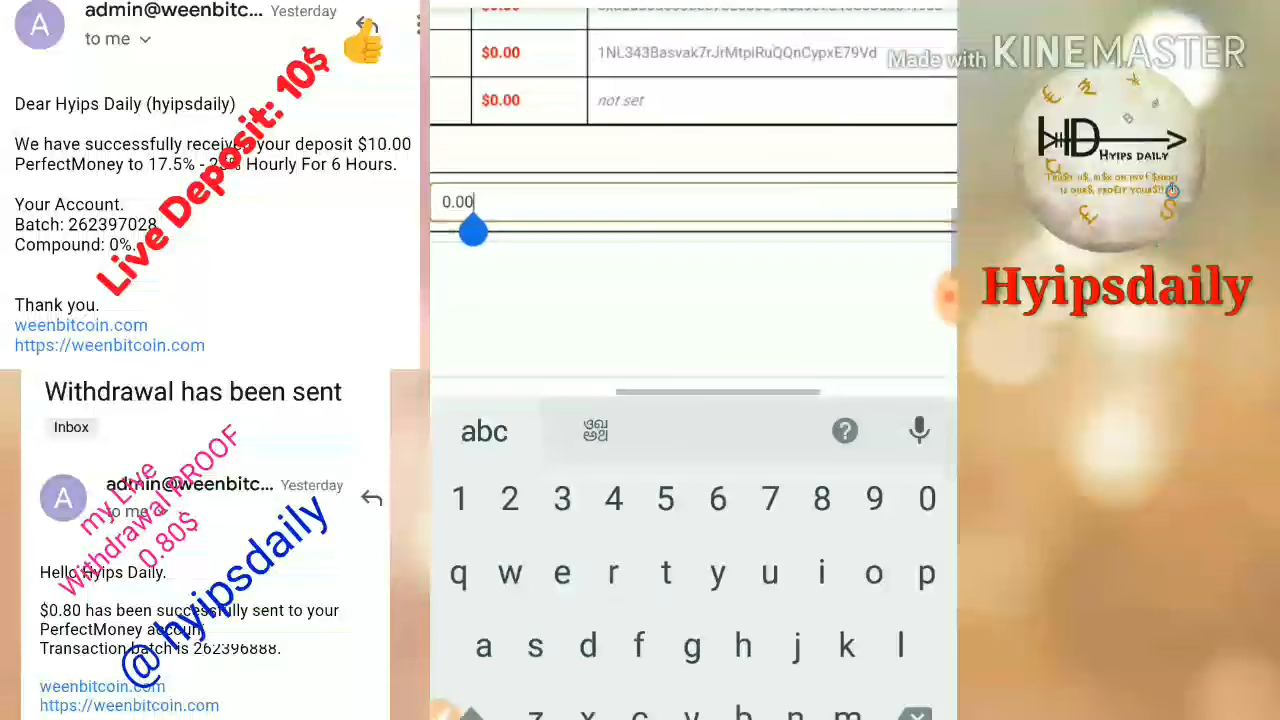 admin@weenbitc... Yesterday
to me
Dear Hyips Daily (hyipsdaily)
We have successfully receive your deposit $10.00
PerfectMoney to 17.5% - Hourly For 6 Hours.
Your Account.
Batch: 262397028
Compound: 0%.
Thank you.
weenbitcoin.com
https://weenbitcoin.com
Live Deposit: 10$
Withdrawal has been sent
Inbox
admin@weenbitc... Yesterday
to me
Hello Hyips Daily.
$0.80 has been successfully sent to your
PerfectMoney account
Transaction batch is 262396888.
weenbitcoin.com
https://weenbitcoin.com
my Live
Withdrawal PROOF
0.80$
@hyipsdaily
$0.00
$0.00 1NL343Basvak7rJrMtpiRuQQnCypxE79Vd
$0.00 not set
0.00
abc
1 2 3 4 5 6 7 8 9 0
q w e r t y u i o p
a s d f g h j k l
z x c v b n m
Made with KINEMASTER
HD
HYIPS DAILY
Hyipsdaily